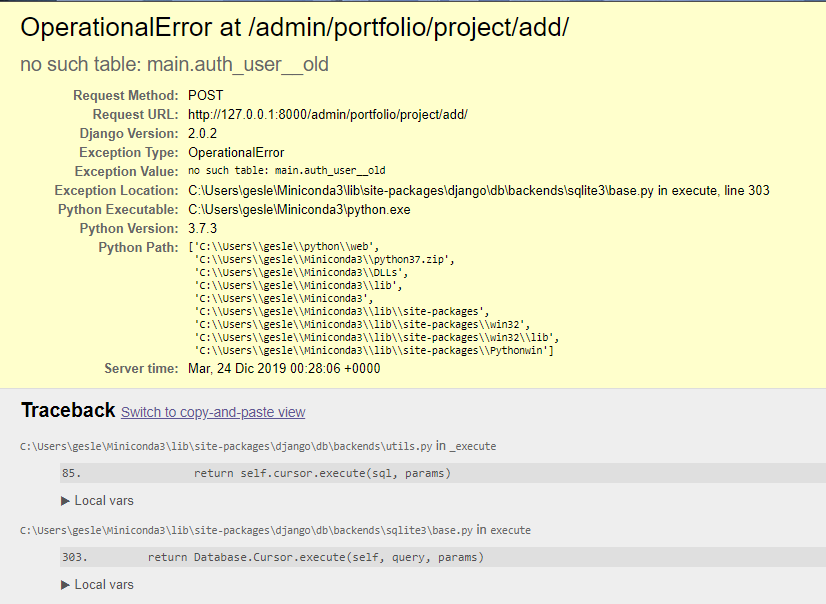 OperationalError at /admin/portfolio/project/add/
no such table: main.auth_user__old
Request Method: POST
Request URL: http://127.0.0.1:8000/admin/portfolio/project/add/
Django Version: 2.0.2
Exception Type: OperationalError
Exception Value: no such table: main.auth_user__old
Exception Location: C:\Users\gesle\Miniconda3\lib\site-packages\django\db\backends\sqlite3\base.py in execute, line 303
Python Executable: C:\Users\gesle\Miniconda3\python.exe
Python Version: 3.7.3
Python Path: ['C:\\Users\\gesle\\python\\web',
'C:\\Users\\gesle\\Miniconda3\\python37.zip',
'C:\\Users\\gesle\\Miniconda3\\DLLs',
'C:\\Users\\gesle\\Miniconda3\\lib',
'C:\\Users\\gesle\\Miniconda3',
'C:\\Users\\gesle\\Miniconda3\\lib\\site-packages',
'C:\\Users\\gesle\\Miniconda3\\lib\\site-packages\\win32',
'C:\\Users\\gesle\\Miniconda3\\lib\\site-packages\\win32\\lib',
'C:\\Users\\gesle\\Miniconda3\\lib\\site-packages\\Pythonwin']
Server time: Mar, 24 Dic 2019 00:28:06 +0000
Traceback Switch to copy-and-paste view
C:\Users\gesle\Miniconda3\lib\site-packages\django\db\backends\utils.py in _execute
85. return self.cursor.execute(sql, params)
▶ Local vars
C:\Users\gesle\Miniconda3\lib\site-packages\django\db\backends\sqlite3\base.py in execute
303. return Database.Cursor.execute(self, query, params)
▶ Local vars